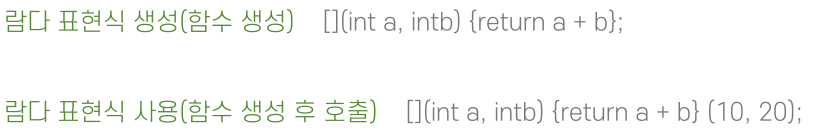 람다 표현식 생성(함수 생성) [](int a, intb) {return a + b};
람다 표현식 사용(함수 생성 후 호출) [](int a, intb) {return a + b} (10, 20);